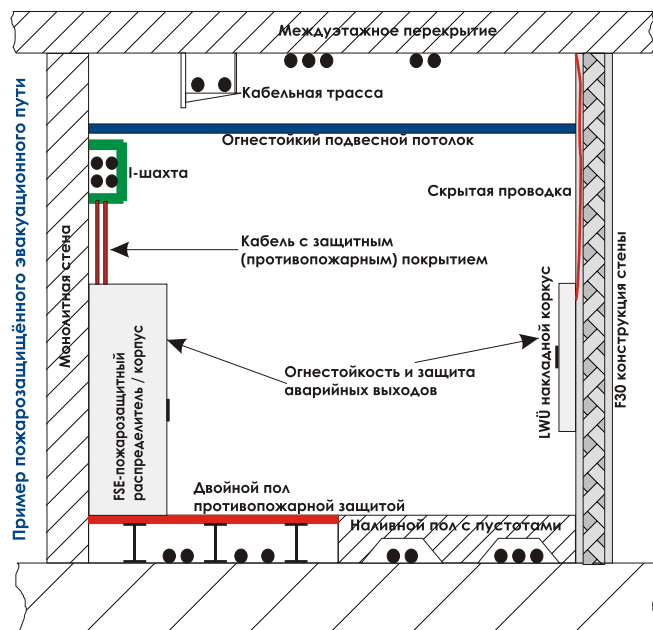 Пример пожарозащищённого эвакуационного пути
Междуэтажное перекрытие
Кабельная трасса
Огнестойкий подвесной потолок
I-шахта
Скрытая проводка
Монолитная стена
Кабель с защитным
(противопожарным) покрытием
FSE-пожарозащитный
распределитель / корпус
Огнестойкость и защита
аварийных выходов
LWÜ накладной коркус
F30 конструкция стены
Двойной пол
противопожарной защитой
Наливной пол с пустотами